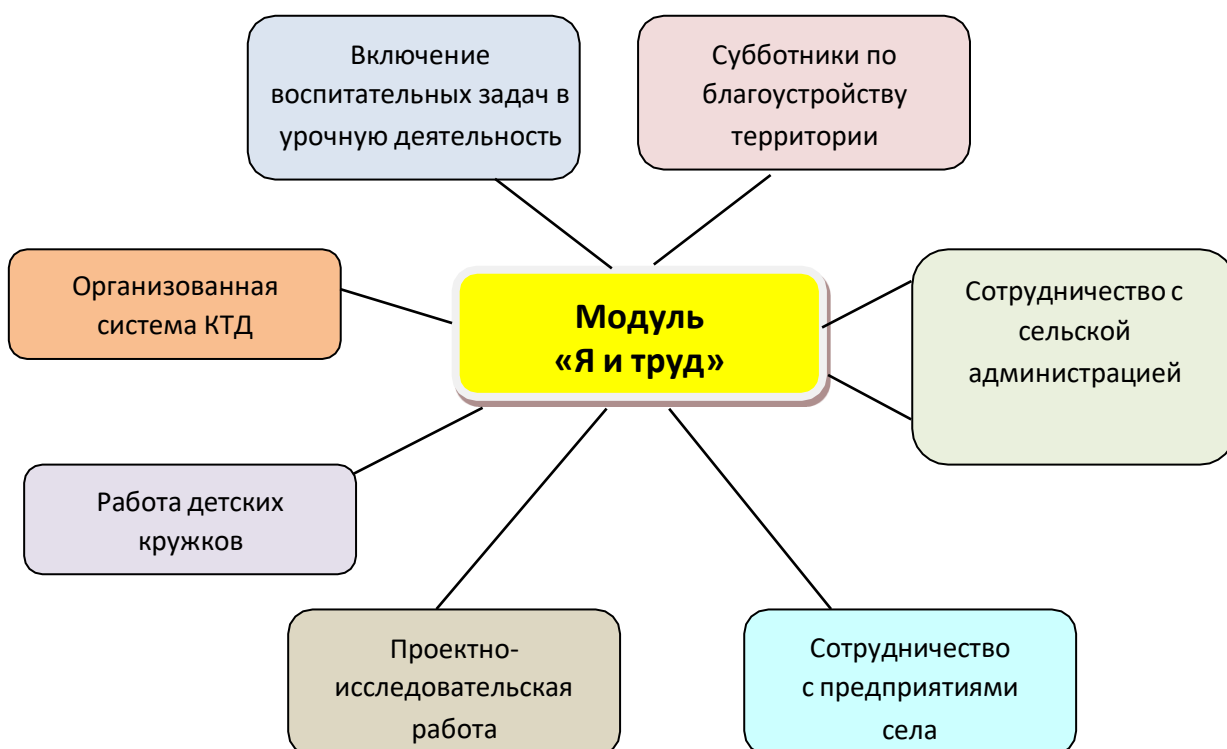 Включение
воспитательных задач в
урочную деятельность
Субботники по
благоустройству
территории
Организованная
система КТД
Модуль
«Я и труд»
Сотрудничество с
сельской
администрацией
Работа детских
кружков
Проектно-
исследовательская
работа
Сотрудничество
с предприятиями
села